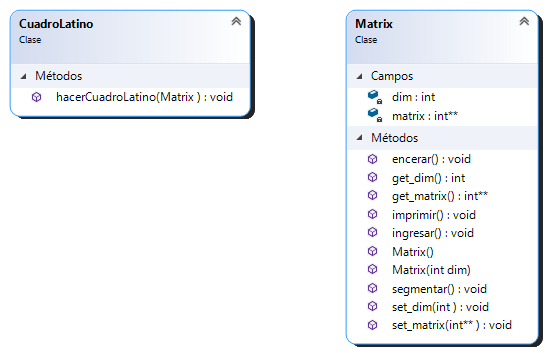 CuadroLatino
Clase
Métodos
hacerCuadroLatino(Matrix ) : void
Matrix
Clase
Campos
dim : int
matrix : int**
Métodos
encerar() : void
get_dim() : int
get_matrix() : int**
imprimir() : void
ingresar() : void
Matrix()
Matrix(int dim)
segmentar() : void
set_dim(int ) : void
set_matrix(int** ) : void